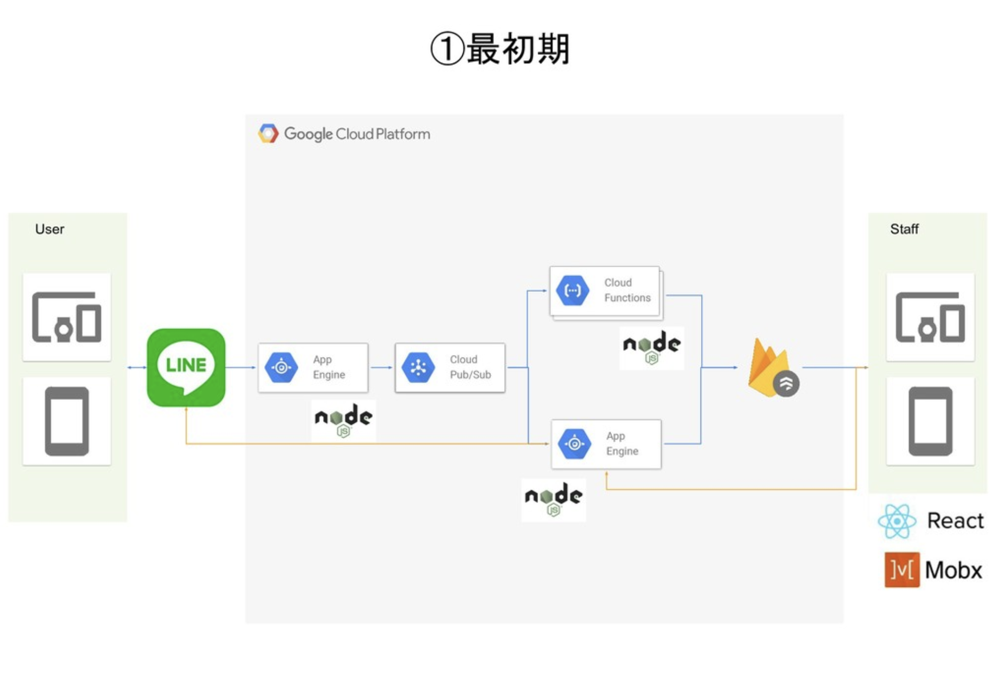 ①最初期
Google Cloud Platform
User
Staff
Cloud
Functions
LINE
App
Engine
Cloud
Pub/Sub
node
JS
node
JS
App
Engine
node
JS
React
]v[ Mobx